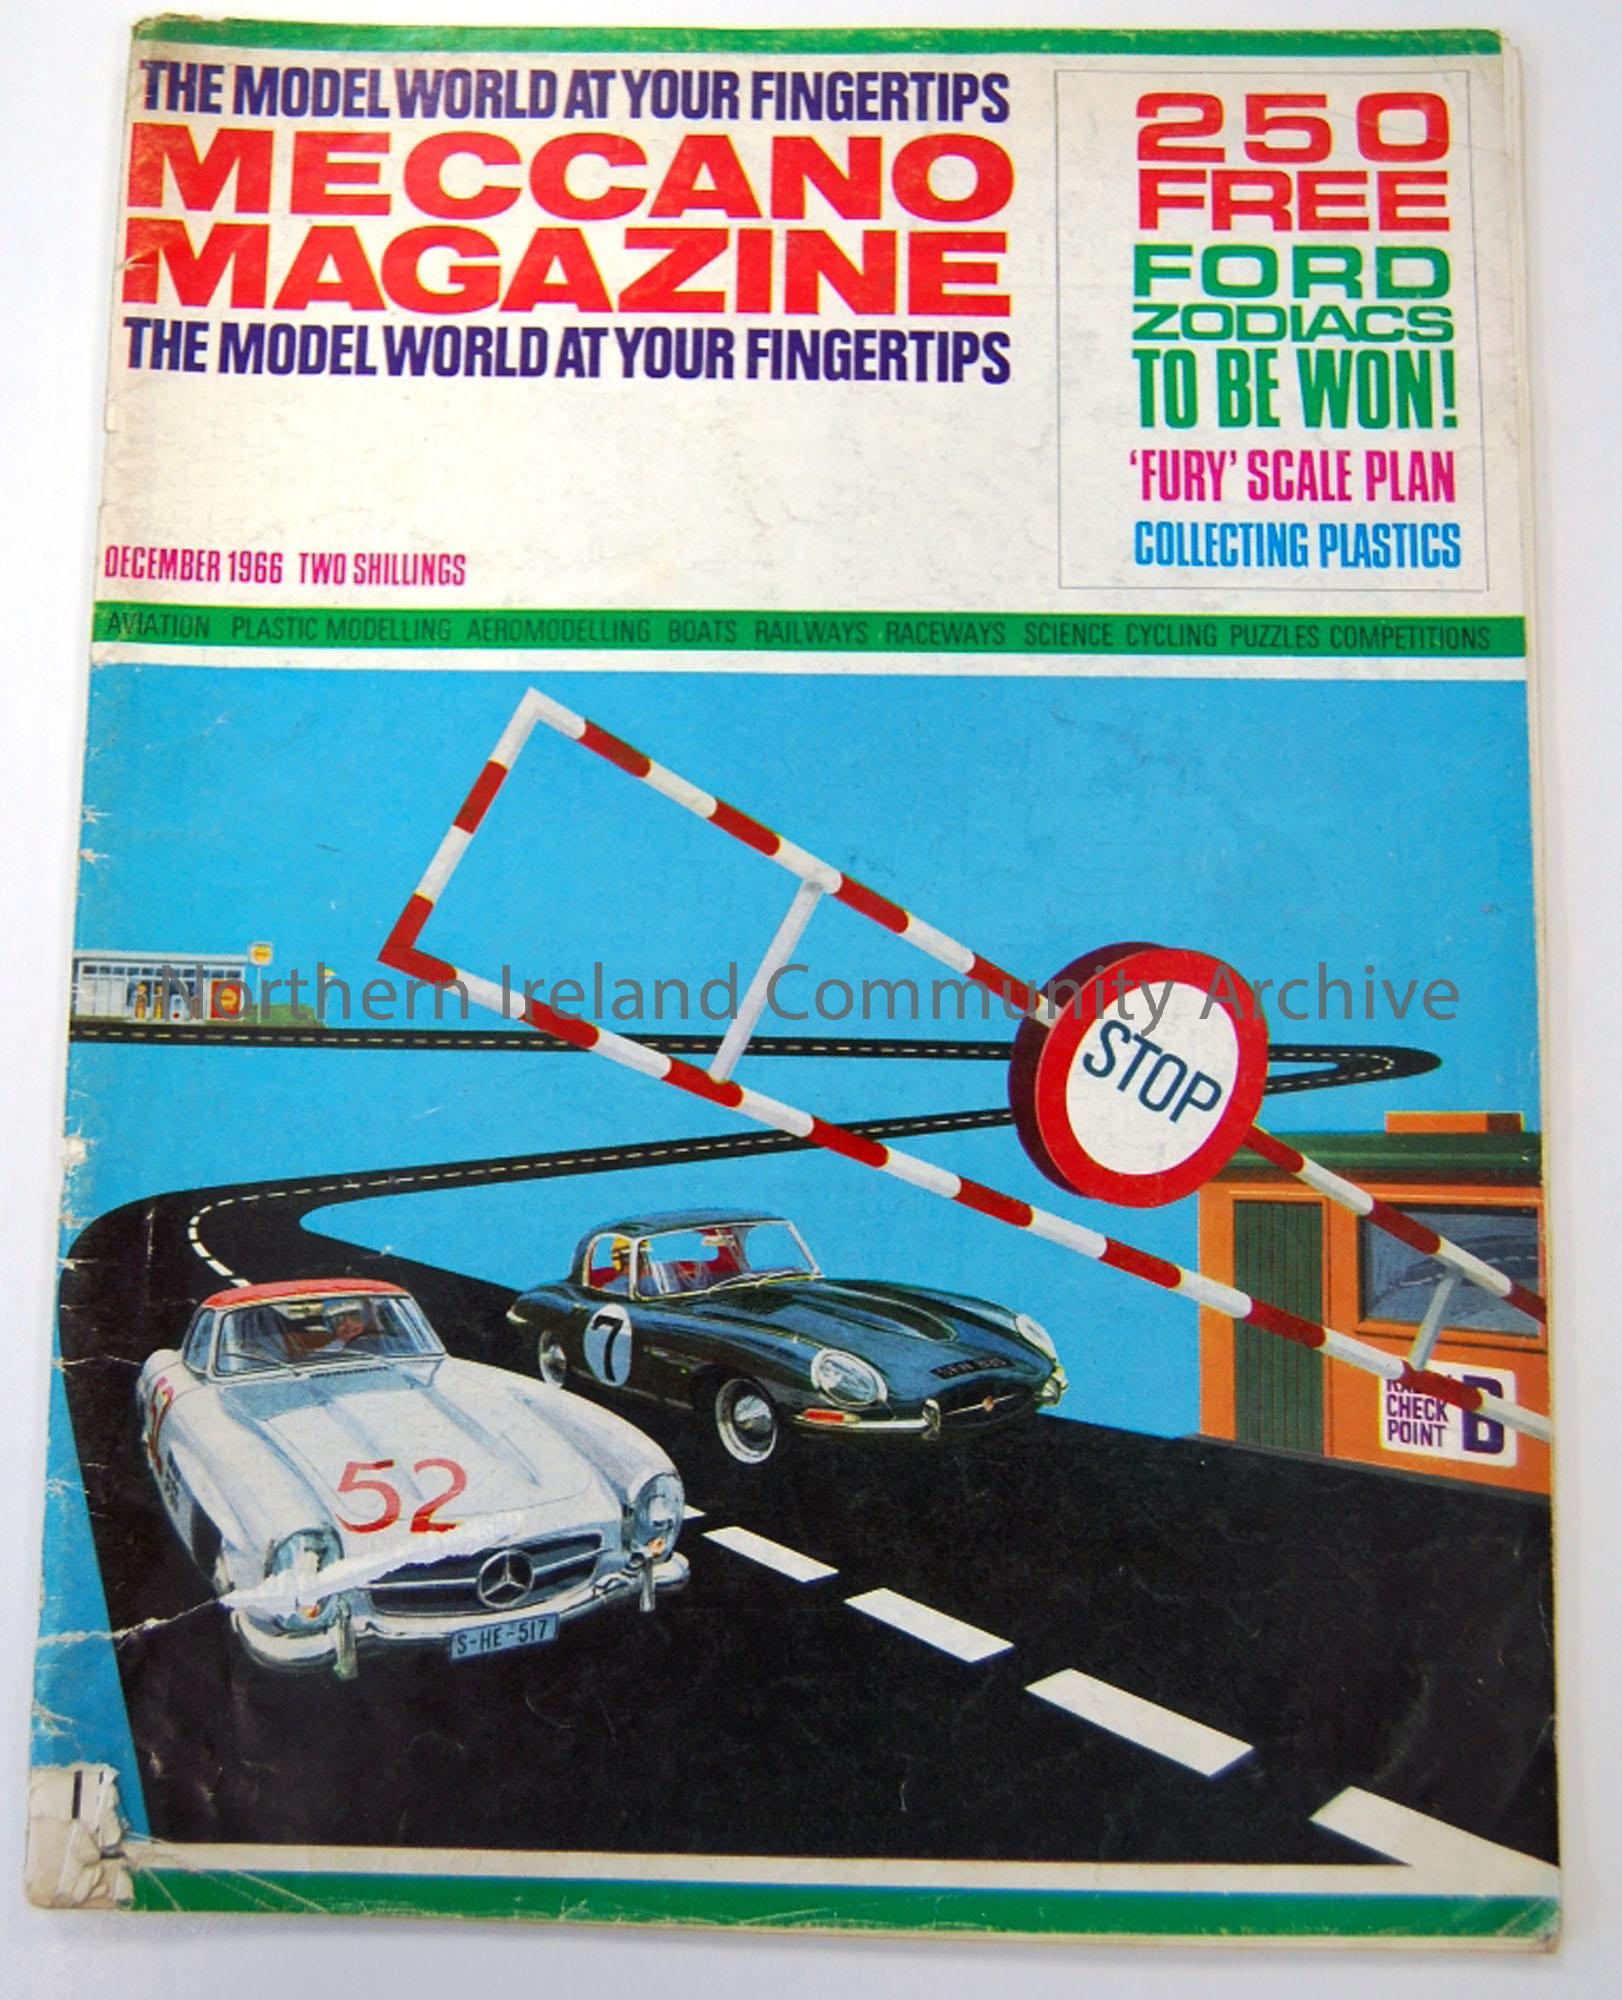 THE MODEL WORLD AT YOUR FINGERTIPS
MECCANO
MAGAZINE
THE MODEL WORLD AT YOUR FINGERTIPS
DECEMBER 1966 TWO SHILLINGS
250
FREE
FORD
ZODIACS
TO BE WON!
‘FURY’ SCALE PLAN
COLLECTING PLASTICS
AVIATION PLASTIC MODELLING AEROMODELLING BOATS RAILWAYS RACEWAYS SCIENCE CYCLING PUZZLES COMPETITIONS
Northern Ireland Community Archive
STOP
7
52
52
S-HE-517
CHECK
POINT
B